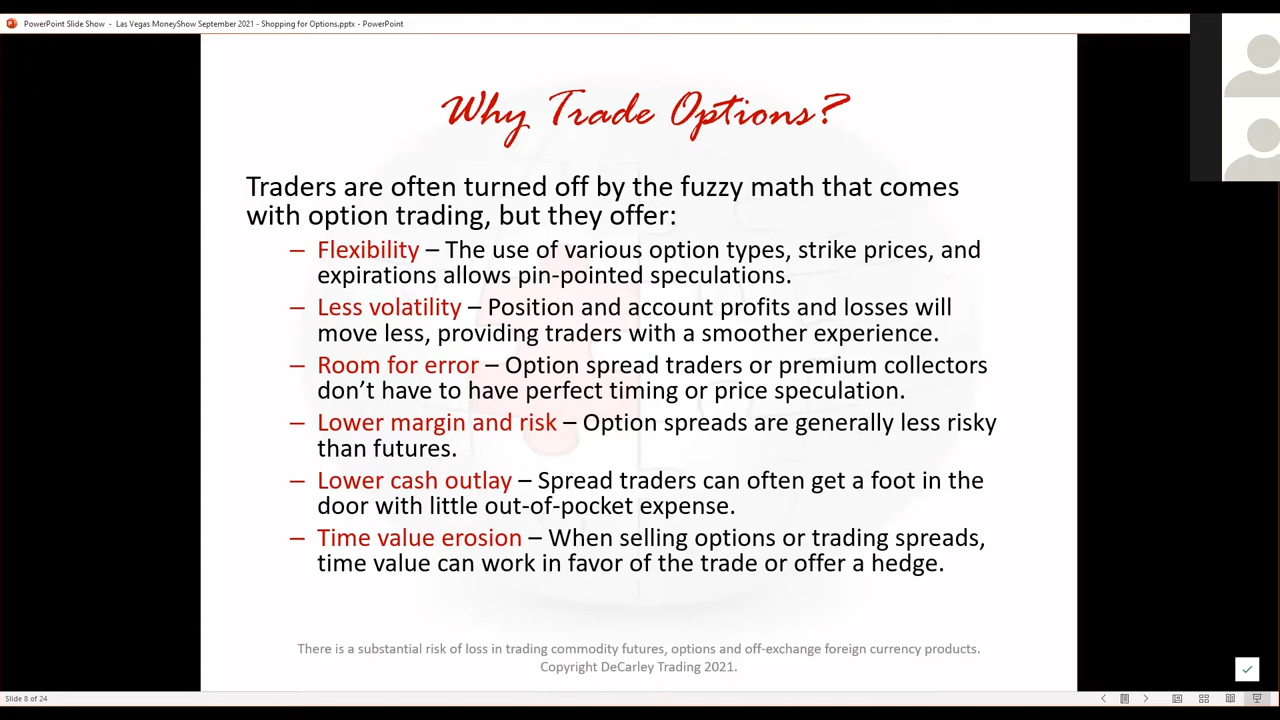 PowerPoint Slide Show - Las Vegas MoneyShow September 2021 - Shopping for Options.pptx - PowerPoint
Why Trade Options?
Traders are often turned off by the fuzzy math that comes
with option trading, but they offer:
– Flexibility – The use of various option types, strike prices, and
expirations allows pin-pointed speculations.
– Less volatility – Position and account profits and losses will
move less, providing traders with a smoother experience.
– Room for error – Option spread traders or premium collectors
don’t have to have perfect timing or price speculation.
– Lower margin and risk – Option spreads are generally less risky
than futures.
– Lower cash outlay – Spread traders can often get a foot in the
door with little out-of-pocket expense.
– Time value erosion – When selling options or trading spreads,
time value can work in favor of the trade or offer a hedge.
There is a substantial risk of loss in trading commodity futures, options and off-exchange foreign currency products.
Copyright DeCarley Trading 2021.
Slide 8 of 24